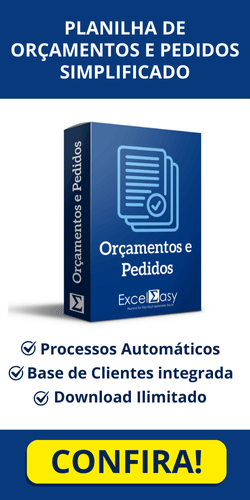 PLANILHA DE
ORÇAMENTOS E PEDIDOS
SIMPLIFICADO
Orçamentos e Pedidos
Orçamentos e
Pedidos
ExcelEasy
Processos Automáticos
Base de Clientes integrada
Download Ilimitado
CONFIRA!